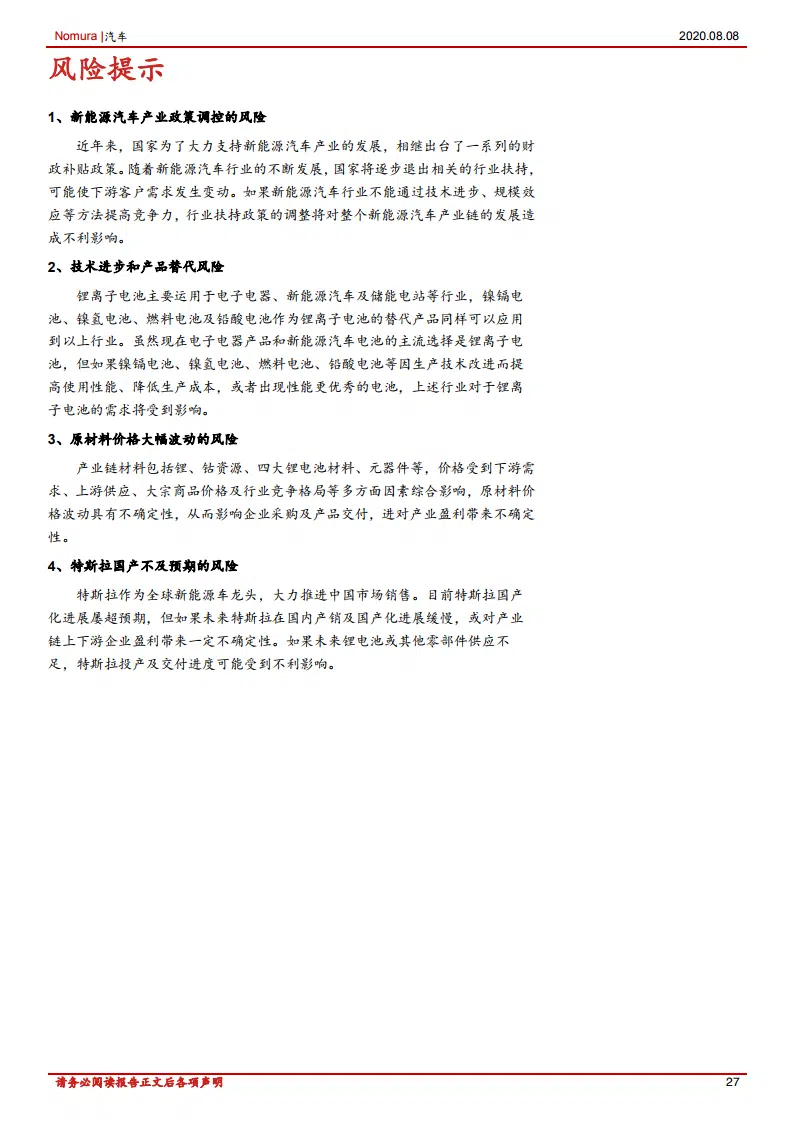 Nomura |汽车
2020.08.08
风险提示
1、新能源汽车产业政策调控的风险
近年来，国家为了大力支持新能源汽车产业的发展，相继出台了一系列的财
政补贴政策。随着新能源汽车行业的不断发展，国家将逐步退出相关的行业扶持，
可能使下游客户需求发生变动。如果新能源汽车行业不能通过技术进步、规模效
应等方法提高竞争力，行业扶持政策的调整将对整个新能源汽车产业链的发展造
成不利影响。
2、技术进步和产品替代风险
锂离子电池主要运用于电子电器、新能源汽车及储能电站等行业，镍镉电
池、镍氢电池、燃料电池及铅酸电池作为锂离子电池的替代产品同样可以应用
到以上行业。虽然现在电子电器产品和新能源汽车电池的主流选择是锂离子电
池，但如果镍镉电池、镍氢电池、燃料电池、铅酸电池等因生产技术改进而提
高使用性能、降低生产成本，或者出现性能更优秀的电池，上述行业对于锂离
子电池的需求将受到影响。
3、原材料价格大幅波动的风险
产业链材料包括锂、钴资源、四大锂电池材料、元器件等，价格受到下游需
求、上游供应、大宗商品价格及行业竞争格局等多方面因素综合影响，原材料价
格波动具有不确定性，从而影响企业采购及产品交付，进对产业盈利带来不确定
性。
4、特斯拉国产不及预期的风险
特斯拉作为全球新能源车龙头，大力推进中国市场销售。目前特斯拉国产
化进展屡超预期，但如果未来特斯拉在国内产销及国产化进展缓慢，或对产业
链上下游企业盈利带来一定不确定性。如果未来锂电池或其他零部件供应不
足，特斯拉投产及交付进度可能受到不利影响。
请务必阅读报告正文后各项声明
27